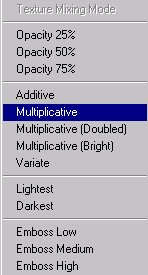 Texture Mixing Mode
Opacity 25%
Opacity 50%
Opacity 75%
Additive
Multiplicative
Multiplicative (Doubled)
Multiplicative (Bright)
Variate
Lightest
Darkest
Emboss Low
Emboss Medium
Emboss High